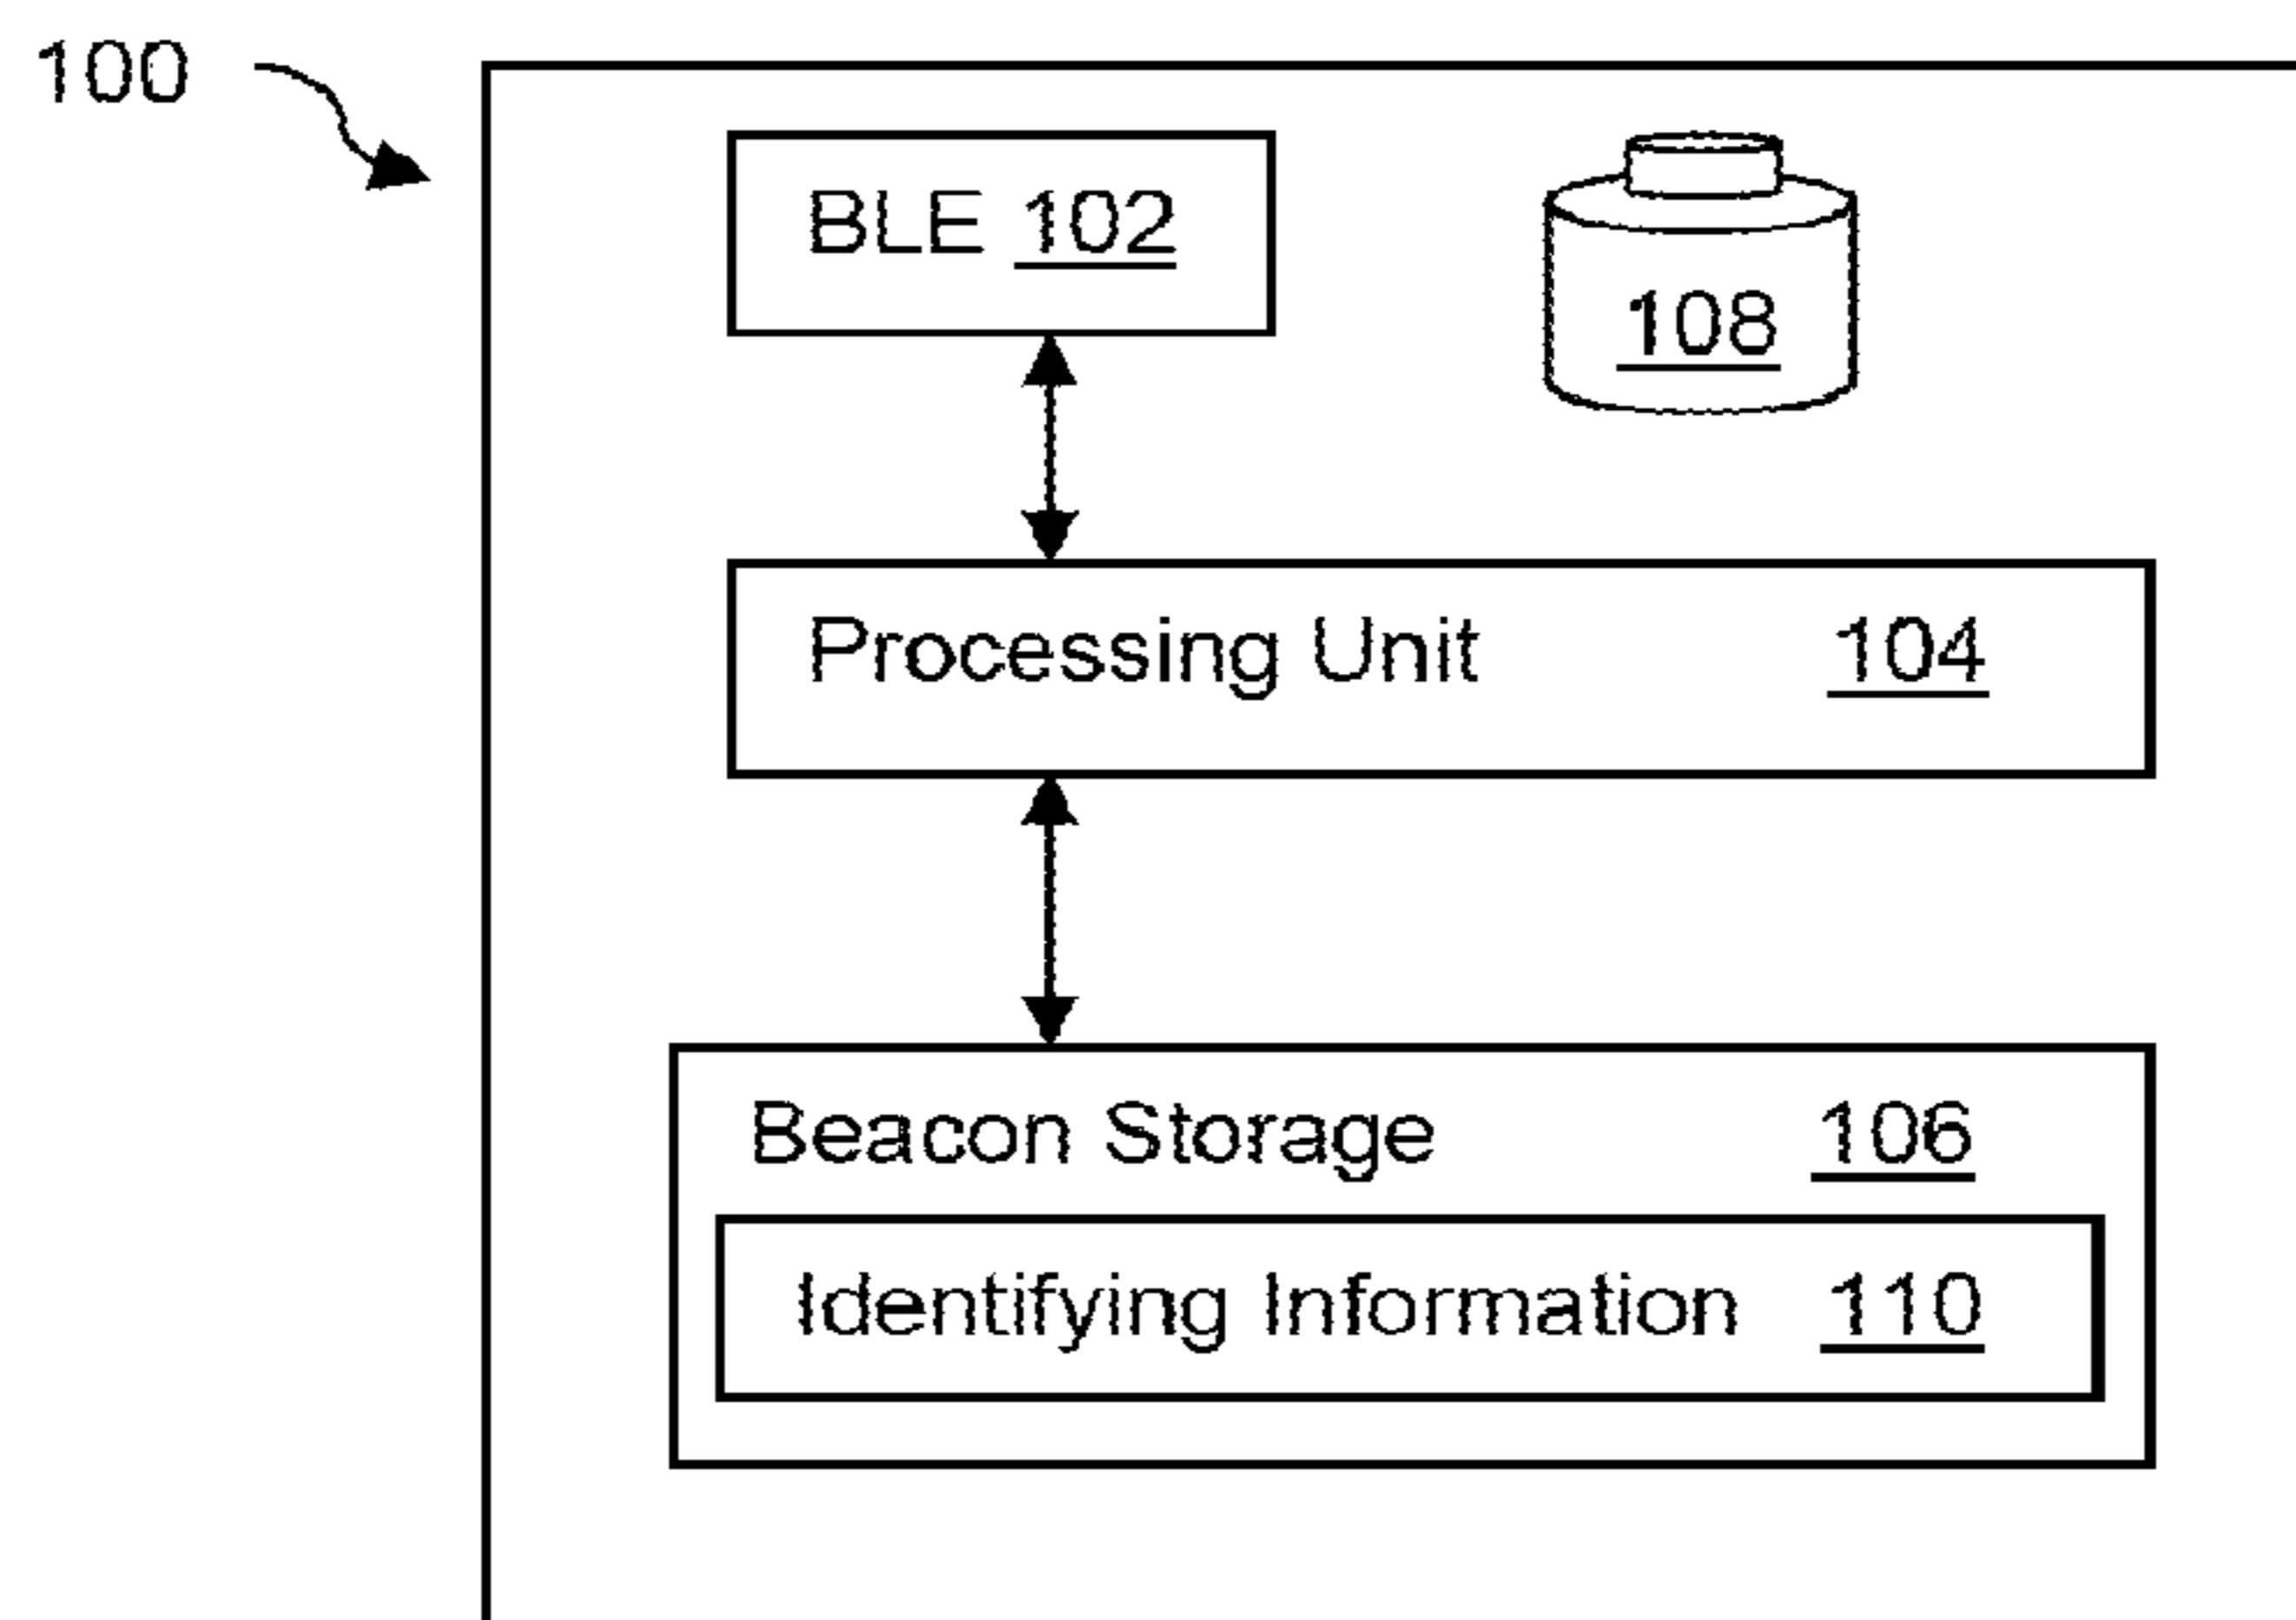 100
BLE 102
108
Processing Unit 104
Beacon Storage 106
Identifying Information 110